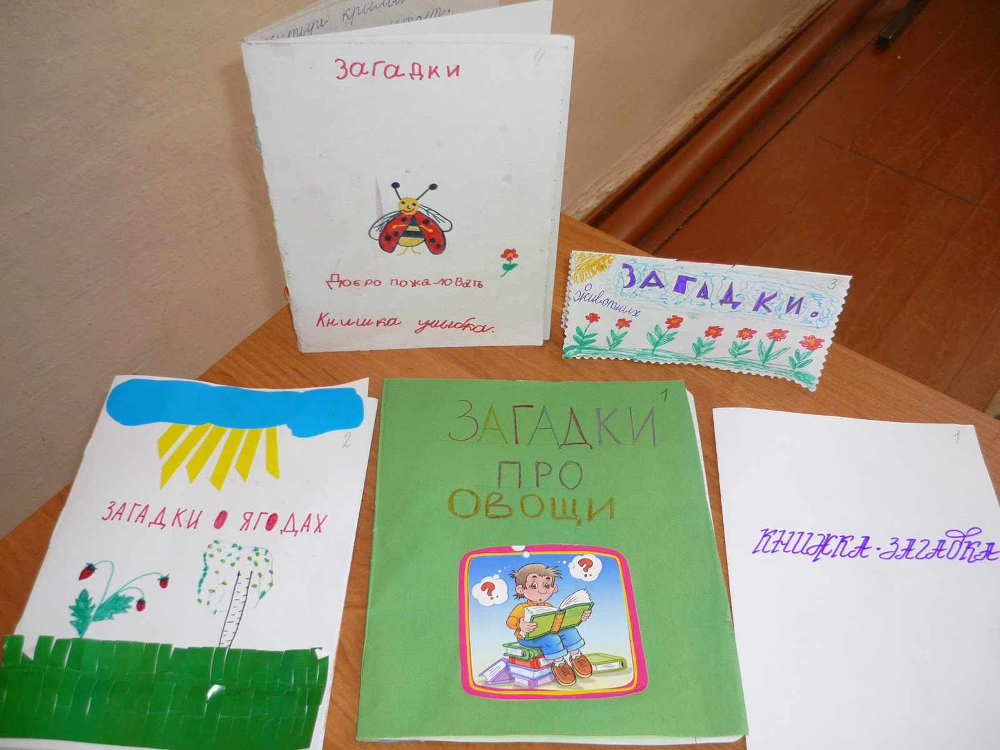 крылы
Загадки
4
Добро пожаловать
Книжка улыбка.
ЗАГАДКИ.
3
о животных
2
2
ЗАГАДКИ О ЯГОДАХ
1
ЗАГАДКИ
ПРО
ОВОЩИ
?
?
1
КНИЖКА-ЗАГАДКА